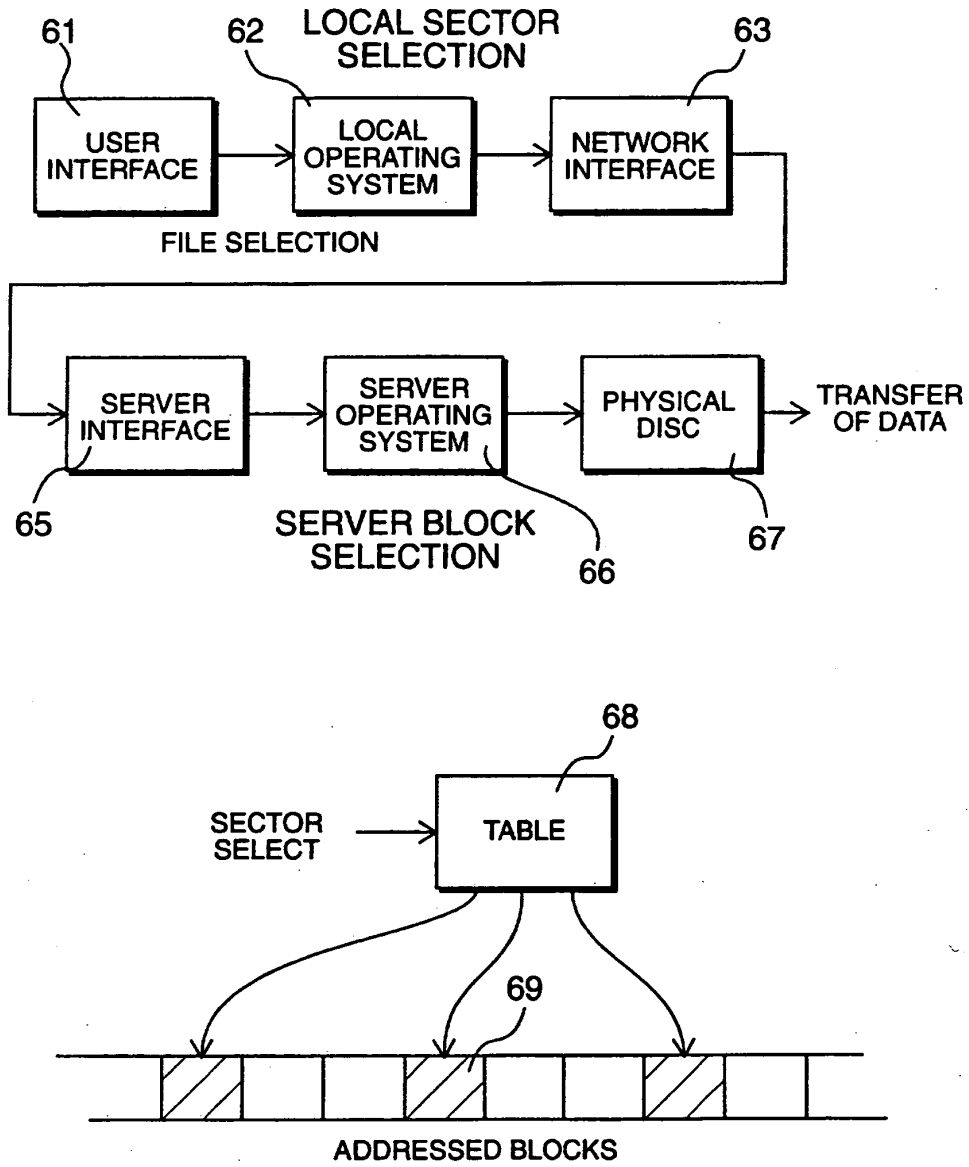 61
62
LOCAL SECTOR
SELECTION
63
USER
INTERFACE
LOCAL
OPERATING
SYSTEM
NETWORK
INTERFACE
FILE SELECTION
SERVER
INTERFACE
SERVER
OPERATING
SYSTEM
PHYSICAL
DISC
TRANSFER
OF DATA
65
SERVER BLOCK
SELECTION
66
67
68
SECTOR
SELECT
TABLE
69
ADDRESSED BLOCKS